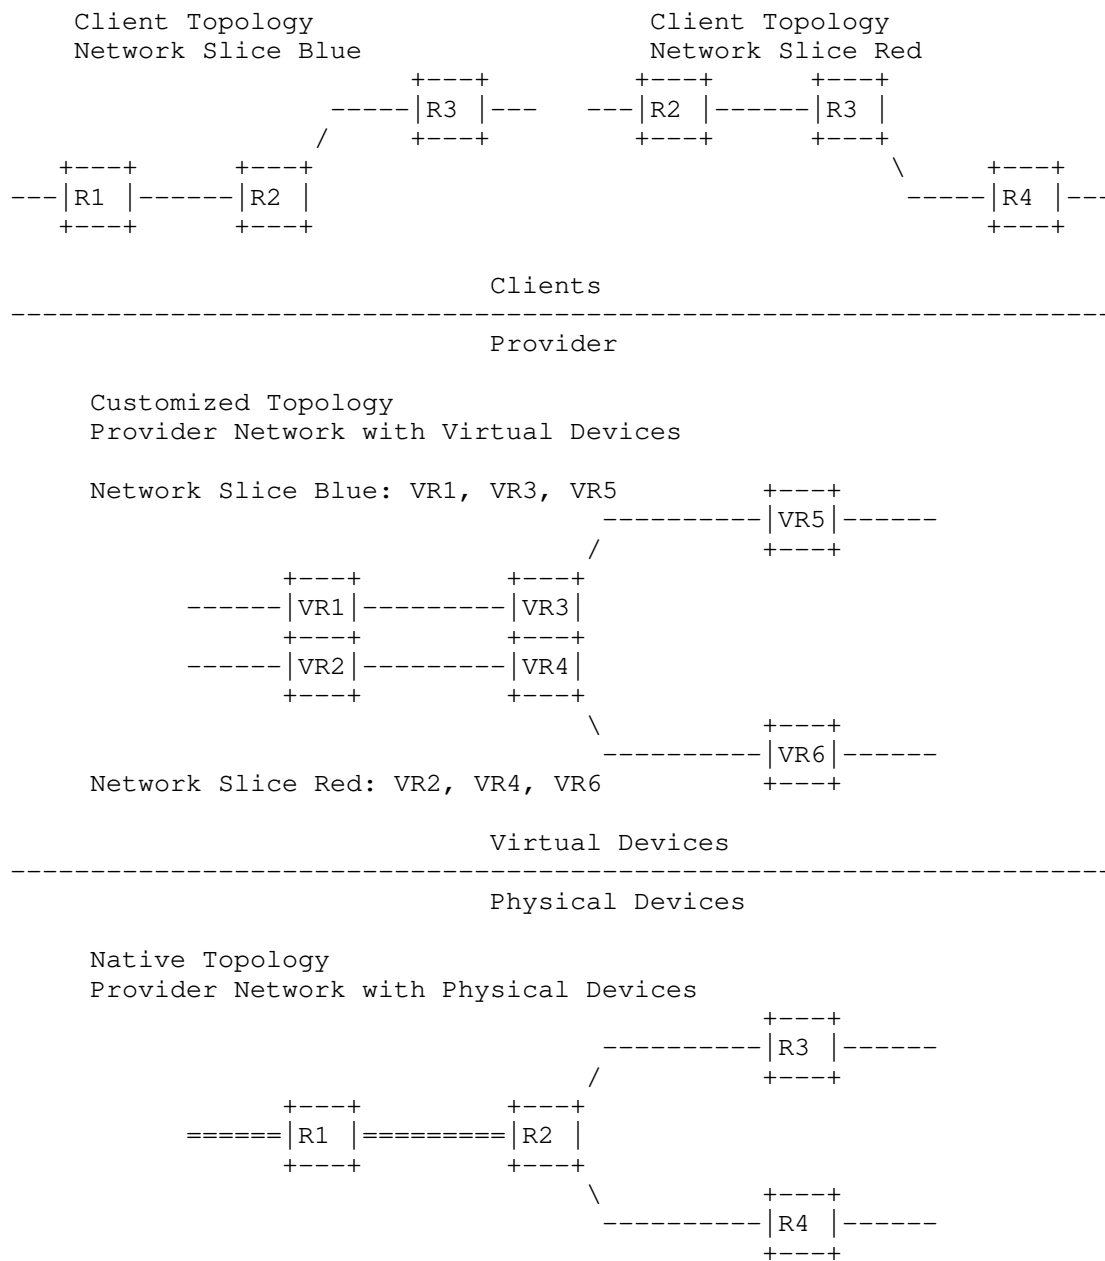 Client Topology                     Client Topology
    Network Slice Blue                  Network Slice Red
                         +---+         +---+      +---+
                    -----|R3 |---   ---|R2 |------|R3 |
                   /     +---+         +---+      +---+
   +---+      +---+                                    \     +---+
---|R1 |------|R2 |                                     -----|R4 |---
   +---+      +---+                                          +---+
                              Clients
---------------------------------------------------------------------
                              Provider
     Customized Topology
     Provider Network with Virtual Devices
     Network Slice Blue: VR1, VR3, VR5         +---+
                                     ----------|VR5|------
                                    /          +---+
                 +---+         +---+
           ------|VR1|---------|VR3|
                 +---+         +---+
           ------|VR2|---------|VR4|
                 +---+         +---+
                                    \          +---+
                                     ----------|VR6|------
     Network Slice Red: VR2, VR4, VR6          +---+
                              Virtual Devices
---------------------------------------------------------------------
                              Physical Devices
     Native Topology
     Provider Network with Physical Devices
                                               +---+
                                     ----------|R3 |------
                                    /          +---+
                 +---+         +---+
           ======|R1 |=========|R2 |
                 +---+         +---+
                                    \          +---+
                                     ----------|R4 |------
                                               +---+